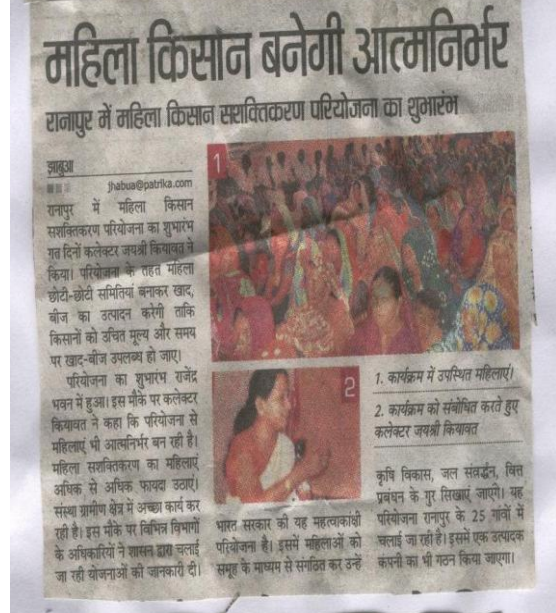 महिला किसान बनेगी आत्मनिर्भर
रानापुर में महिला किसान सशक्तिकरण परियोजना का शुभारंभ
झाबुआ
jhabua@patrika.com
रानापुर में महिला किसान
सशक्तिकरण परियोजना का शुभारंभ
गत दिनों कलेक्टर जयश्री कियावत ने
किया। परियोजना के तहत महिला
छोटी-छोटी समितियां बनाकर खाद,
बीज का उत्पादन करेगी ताकि
किसानों को उचित मूल्य और समय
पर खाद-बीज उपलब्ध हो जाए।
परियोजना का शुभारंभ राजेंद्र
भवन में हुआ। इस मौके पर कलेक्टर
कियावत ने कहा कि परियोजना से
महिलाएं भी आत्मनिर्भर बन रही है।
महिला सशक्तिकरण का महिलाएं
अधिक से अधिक फायदा उठाएं।
संस्था ग्रामीण क्षेत्र में अच्छा कार्य कर
रही है। इस मौके पर विभिन्न विभागों
के अधिकारियों ने शासन द्वारा चलाई
जा रही योजनाओं की जानकारी दी।
1
2
1. कार्यक्रम में उपस्थित महिलाएं।
2. कार्यक्रम को संबोधित करते हुए
कलेक्टर जयश्री कियावत
भारत सरकार की यह महत्वाकांक्षी
परियोजना है। इसमें महिलाओं को
समूह के माध्यम से संगठित कर उन्हें
कृषि विकास, जल संवर्द्धन, वित्त
प्रबंधन के गुर सिखाएं जाएंगे। यह
परियोजना रानापुर के 25 गांवों में
चलाई जा रही है। इसमें एक उत्पादक
कंपनी का भी गठन किया जाएगा।